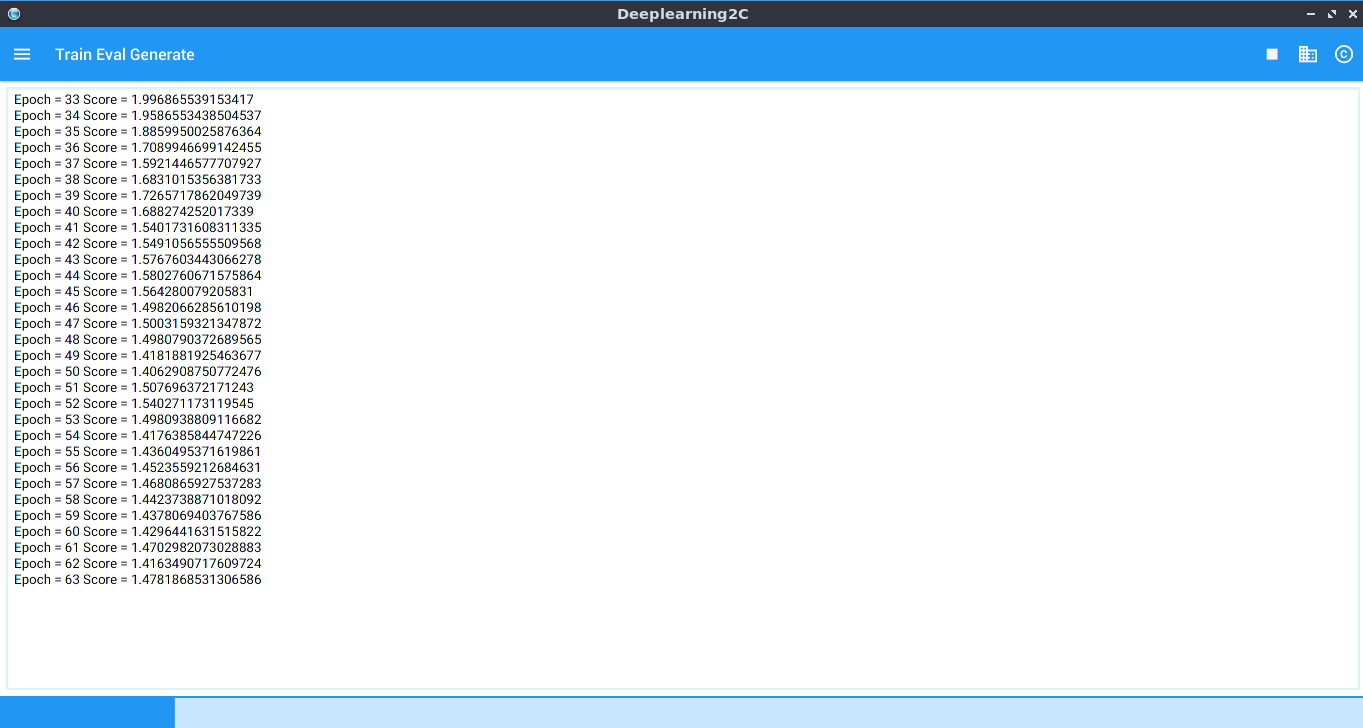 Deeplearning2C
Train Eval Generate
Epoch = 33 Score = 1.996865539153417
Epoch = 34 Score = 1.9586553438504537
Epoch = 35 Score = 1.8859950025876364
Epoch = 36 Score = 1.7089946699142455
Epoch = 37 Score = 1.5921446577707927
Epoch = 38 Score = 1.6831015356381733
Epoch = 39 Score = 1.7265717862049739
Epoch = 40 Score = 1.688274252017339
Epoch = 41 Score = 1.5401731608311335
Epoch = 42 Score = 1.5491056555509568
Epoch = 43 Score = 1.5767603443066278
Epoch = 44 Score = 1.5802760671575864
Epoch = 45 Score = 1.564280079205831
Epoch = 46 Score = 1.4982066285610198
Epoch = 47 Score = 1.5003159321347872
Epoch = 48 Score = 1.4980790372689565
Epoch = 49 Score = 1.4181881925463677
Epoch = 50 Score = 1.4062908750772476
Epoch = 51 Score = 1.507696372171243
Epoch = 52 Score = 1.540271173119545
Epoch = 53 Score = 1.4980938809116682
Epoch = 54 Score = 1.4176385844747226
Epoch = 55 Score = 1.4360495371619861
Epoch = 56 Score = 1.4523559212684631
Epoch = 57 Score = 1.4680865927537283
Epoch = 58 Score = 1.4423738871018092
Epoch = 59 Score = 1.4378069403767586
Epoch = 60 Score = 1.4296441631515822
Epoch = 61 Score = 1.4702982073028883
Epoch = 62 Score = 1.4163490717609724
Epoch = 63 Score = 1.4781868531306586